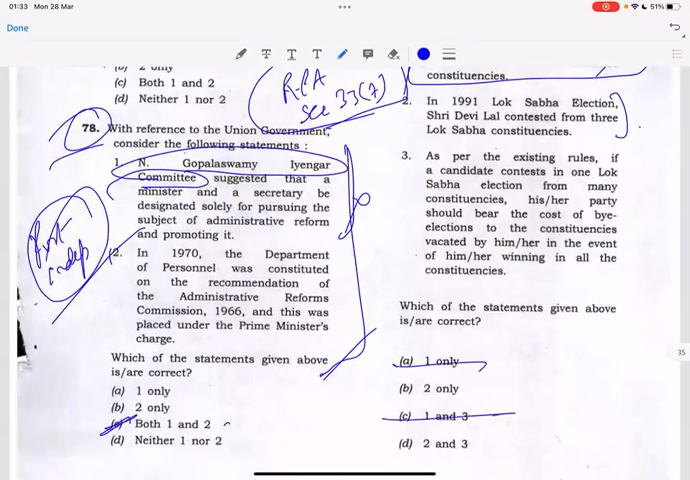 01:33 Mon 28 Mar
51%
Done
(b) 2 only
(c) Both 1 and 2
(d) Neither 1 nor 2
R.P.A
Sec 33(7)
78. With reference to the Union Government,
consider the following statements :
1. N. Gopalaswamy Iyengar
Committee suggested that a
minister and a secretary be
designated solely for pursuing the
subject of administrative reform
and promoting it.
2. In 1970, the Department
of Personnel was constituted
on the recommendation of
the Administrative Reforms
Commission, 1966, and this was
placed under the Prime Minister's
charge.
Which of the statements given above
is/are correct?
(a) 1 only
(b) 2 only
(c) Both 1 and 2
(d) Neither 1 nor 2
constituencies.
2. In 1991 Lok Sabha Election,
Shri Devi Lal contested from three
Lok Sabha constituencies.
3. As per the existing rules, if
a candidate contests in one Lok
Sabha election from many
constituencies, his/her party
should bear the cost of bye-
elections to the constituencies
vacated by him/her in the event
of him/her winning in all the
constituencies.
Which of the statements given above
is/are correct?
(a) 1 only
(b) 2 only
(c) 1 and 3
(d) 2 and 3
35